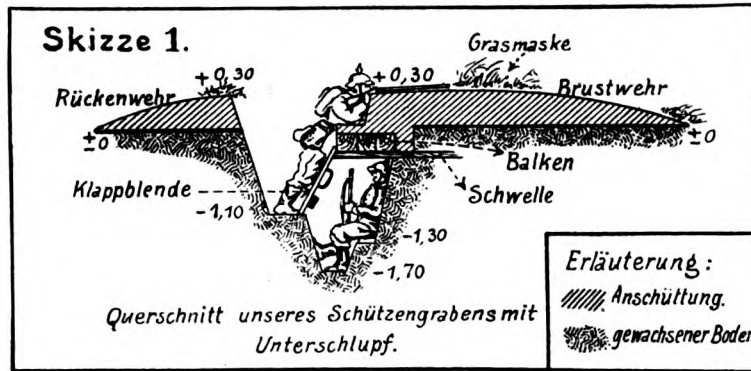 Skizze 1.
Grasmaske
+ 0,30
+ 0,30
Rückenwehr
Brustwehr
± 0
± 0
Balken
Klappblende
Schwelle
- 1,10
- 1,30
- 1,70
Erläuterung:
Anschüttung.
gewachsener Boden
Querschnitt unseres Schützengrabens mit
Unterschlupf.